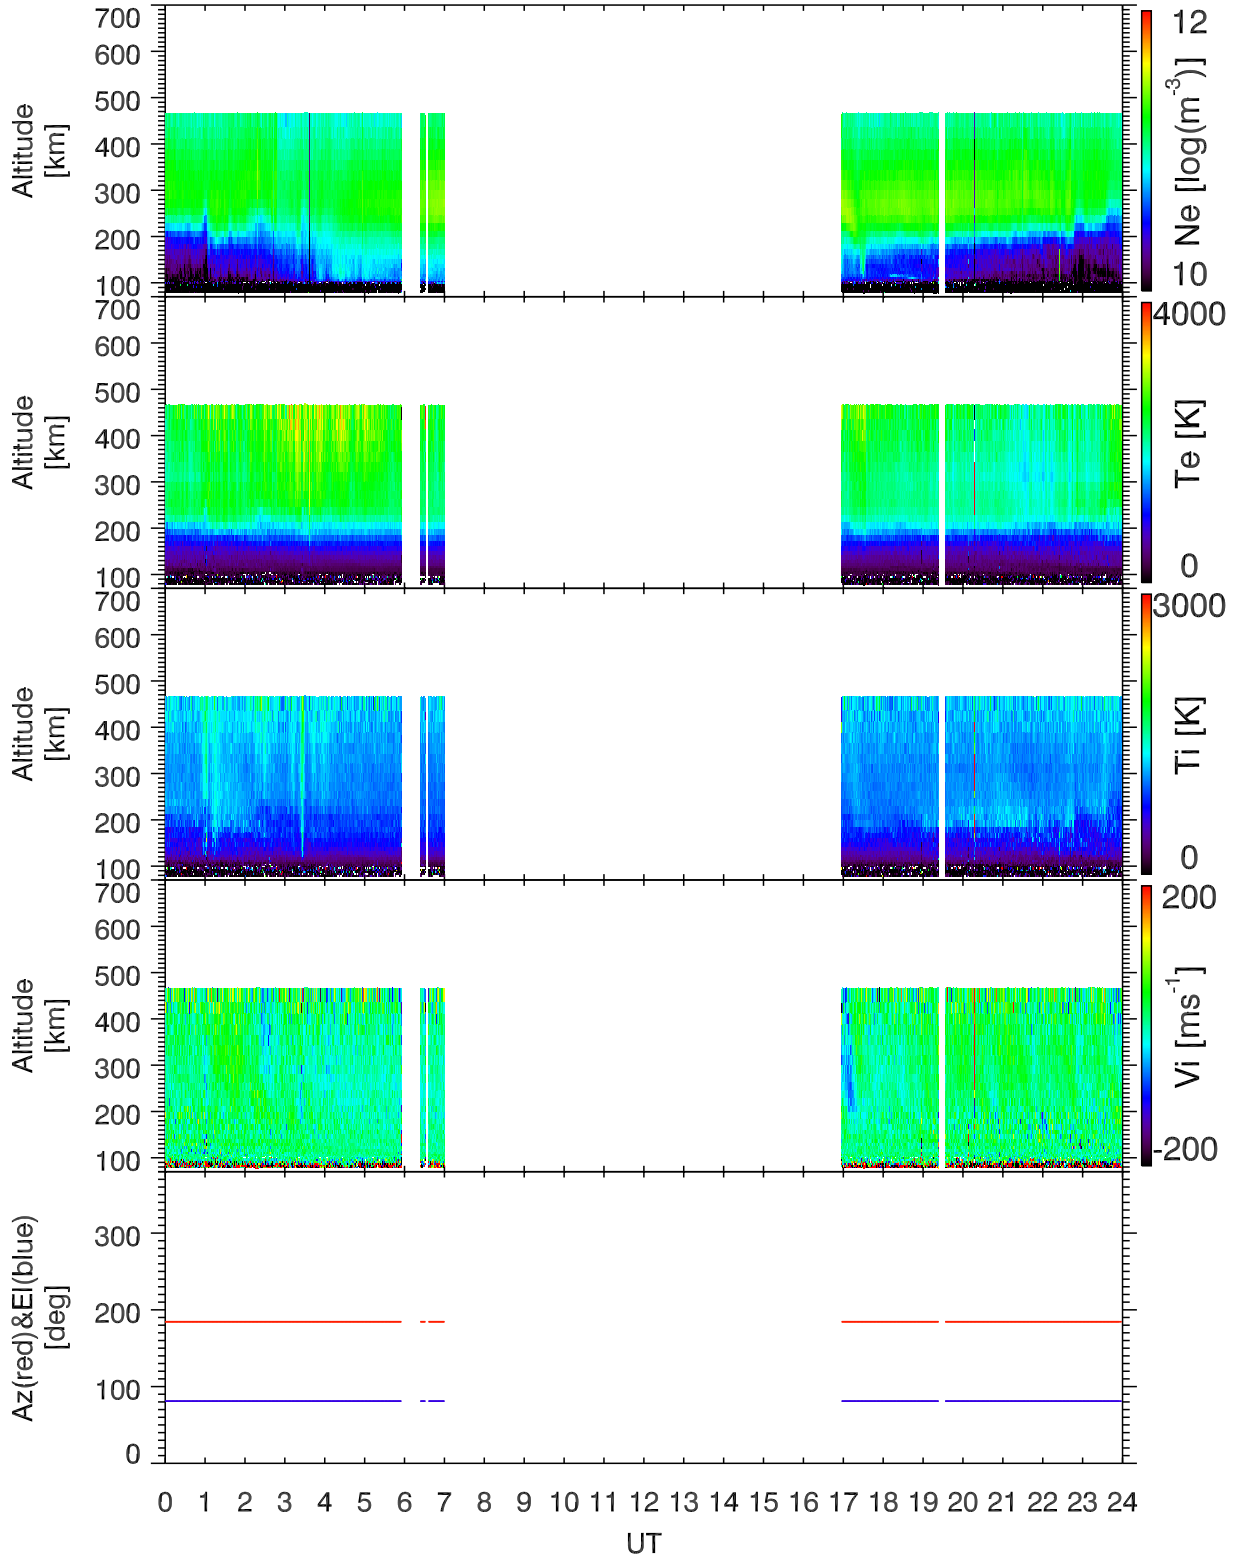 700
600
500
400
300
200
100
Altitude
[km]
12
10
Ne [log(m⁻³)]
700
600
500
400
300
200
100
Altitude
[km]
4000
0
Te [K]
700
600
500
400
300
200
100
Altitude
[km]
3000
0
Ti [K]
700
600
500
400
300
200
100
Altitude
[km]
200
-200
Vi [ms⁻¹]
300
200
100
0
Az(red)&El(blue)
[deg]
0 1 2 3 4 5 6 7 8 9 10 11 12 13 14 15 16 17 18 19 20 21 22 23 24
UT